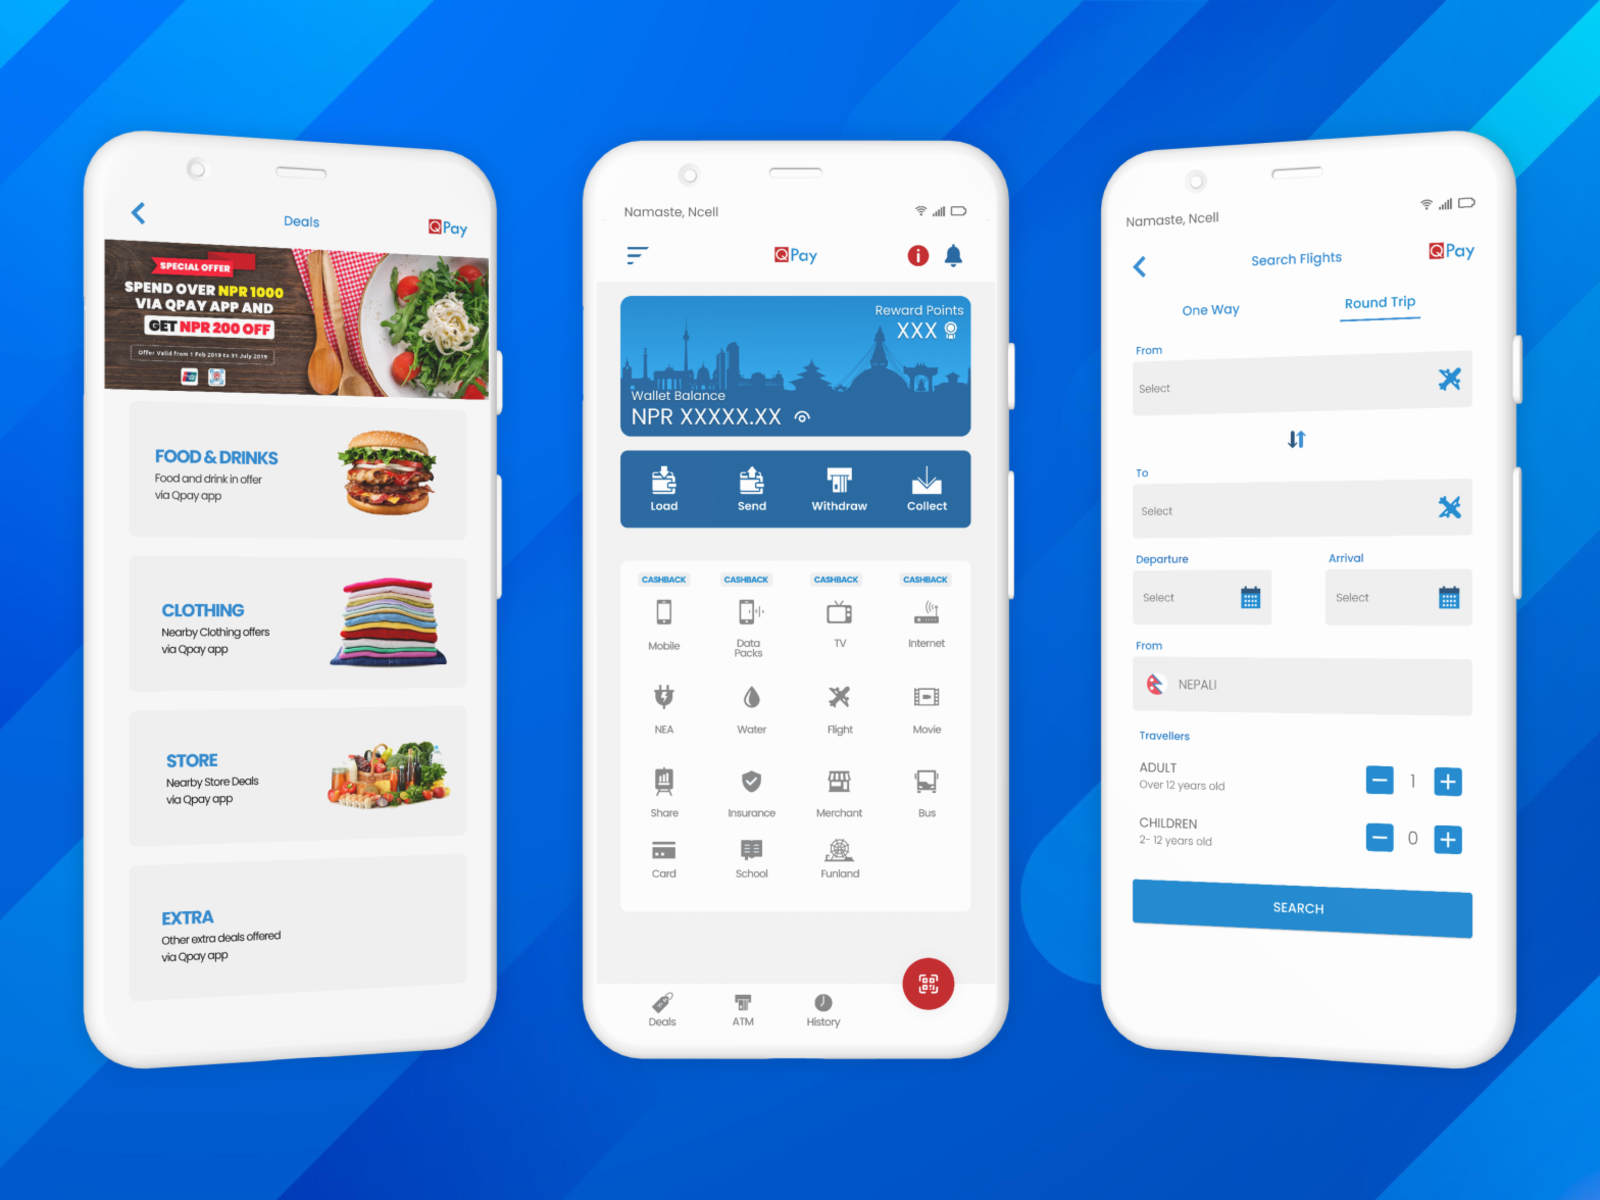 Deals
QPay
SPECIAL OFFER
SPEND OVER NPR 1000
VIA QPAY APP AND
GET NPR 200 OFF
Offer Valid from 1 Feb 2019 to 31 July 2019
FOOD & DRINKS
Food and drink in offer
via Qpay app
CLOTHING
Nearby Clothing offers
via Qpay app
STORE
Nearby Store Deals
via Qpay app
EXTRA
Other extra deals offered
via Qpay app
Namaste, Ncell
QPay
Reward Points
XXX
Wallet Balance
NPR XXXXX.XX
Load Send Withdraw Collect
CASHBACK CASHBACK CASHBACK CASHBACK
Mobile Data Packs TV Internet
NEA Water Flight Movie
Share Insurance Merchant Bus
Card School Funland
Deals ATM History
Namaste, Ncell
Search Flights
QPay
One Way Round Trip
From
Select
To
Select
Departure Arrival
Select Select
From
NEPALI
Travellers
ADULT
Over 12 years old
1
CHILDREN
2- 12 years old
0
SEARCH